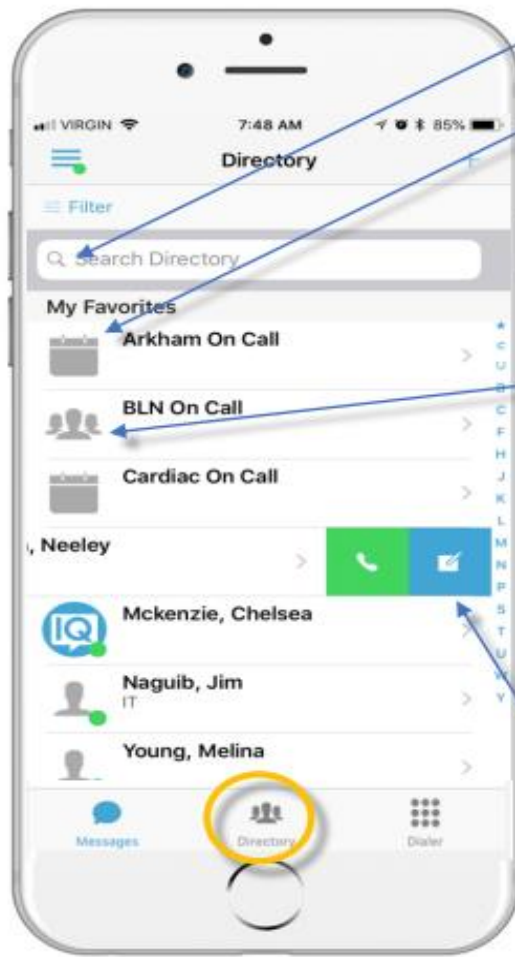 VIRGIN 7:48 AM 85%
Directory
Filter
Search Directory
My Favorites
Arkham On Call
BLN On Call
Cardiac On Call
, Neeley
Mckenzie, Chelsea
IQ
Naguib, Jim
IT
Young, Melina
C
F
H
J
K
L
M
N
P
S
T
U
W
Y
Messages Directory Dialer